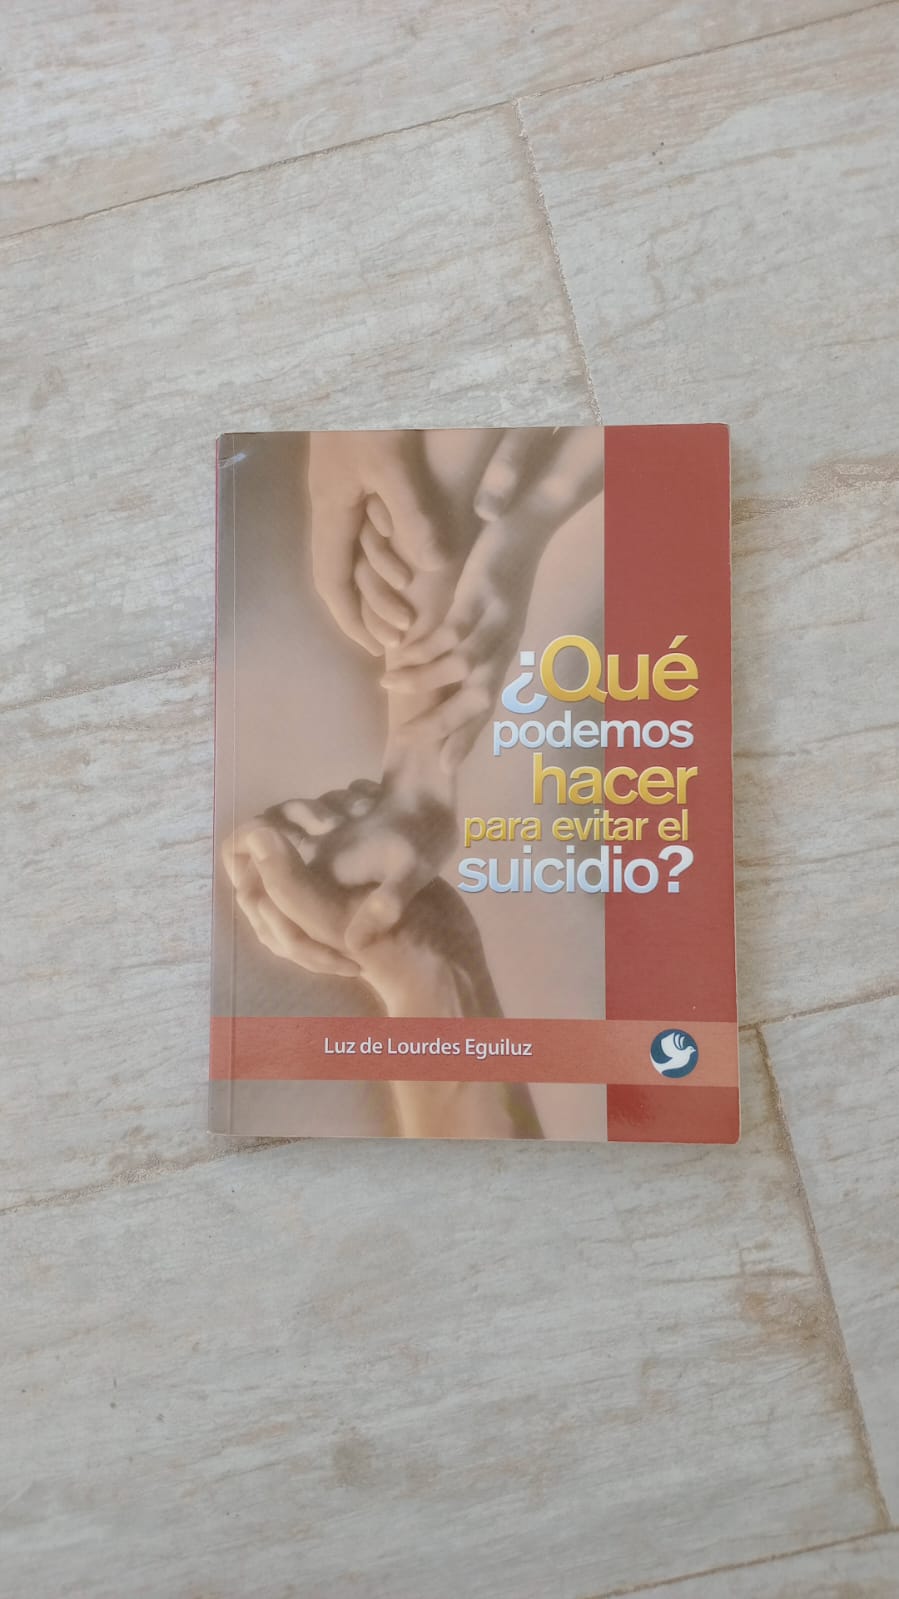 ¿Qué
podemos
hacer
para evitar el
suicidio?
Luz de Lourdes Eguiluz